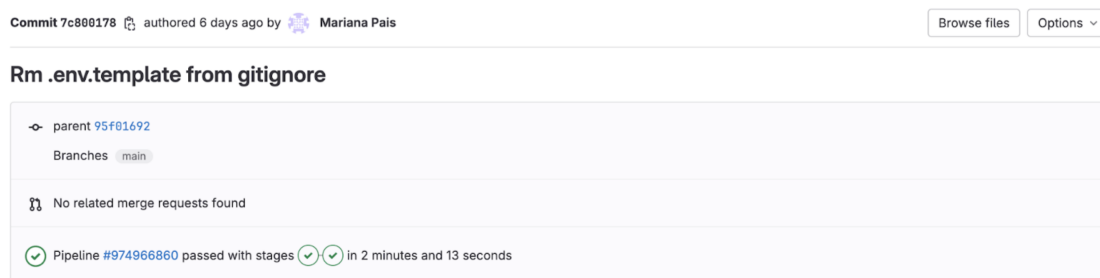 Commit 7c800178 authored 6 days ago by Mariana Pais Browse files Options
Rm .env.template from gitignore
parent 95f01692
Branches main
No related merge requests found
Pipeline #974966860 passed with stages in 2 minutes and 13 seconds